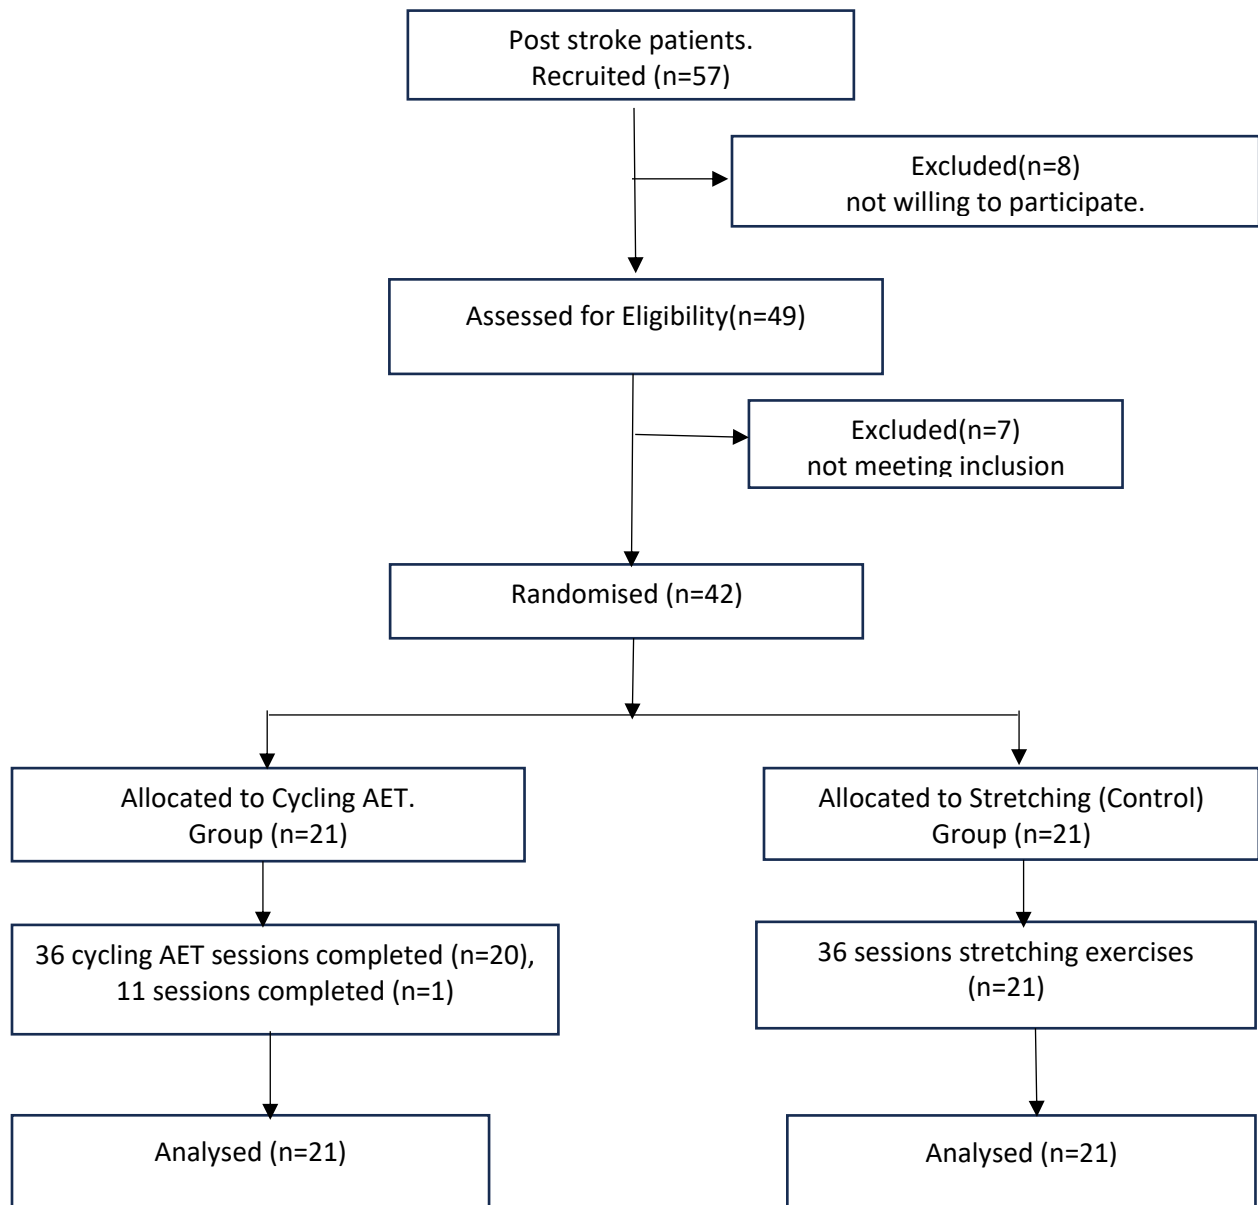 Post stroke patients.
Recruited (n=57)
Excluded(n=8)
not willing to participate.
Assessed for Eligibility(n=49)
Excluded(n=7)
not meeting inclusion
Randomised (n=42)
Allocated to Cycling AET.
Group (n=21)
Allocated to Stretching (Control)
Group (n=21)
36 cycling AET sessions completed (n=20),
11 sessions completed (n=1)
36 sessions stretching exercises
(n=21)
Analysed (n=21)
Analysed (n=21)